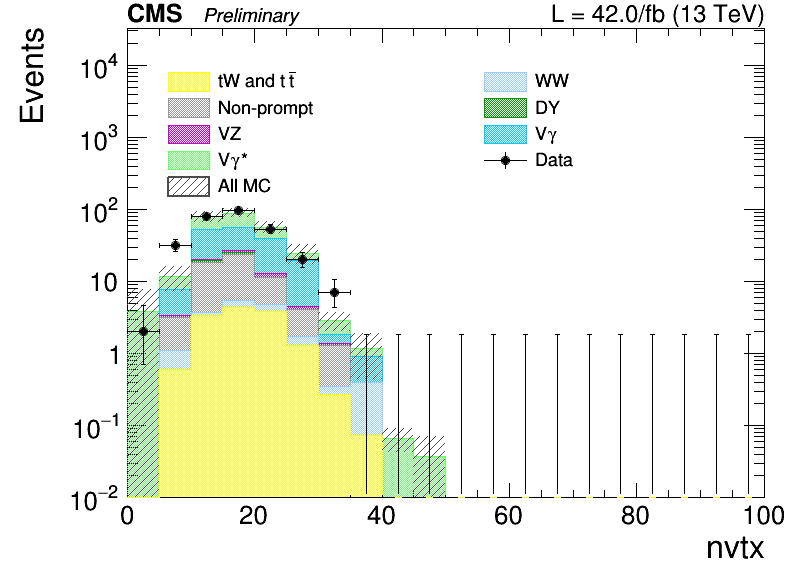 CMS Preliminary L = 42.0/fb (13 TeV)
Events
10⁴
10³
10²
10
1
10⁻¹
10⁻²
tW and t t̅
Non-prompt
VZ
Vγ*
All MC
WW
DY
Vγ
Data
0 20 40 60 80 100
nvtx